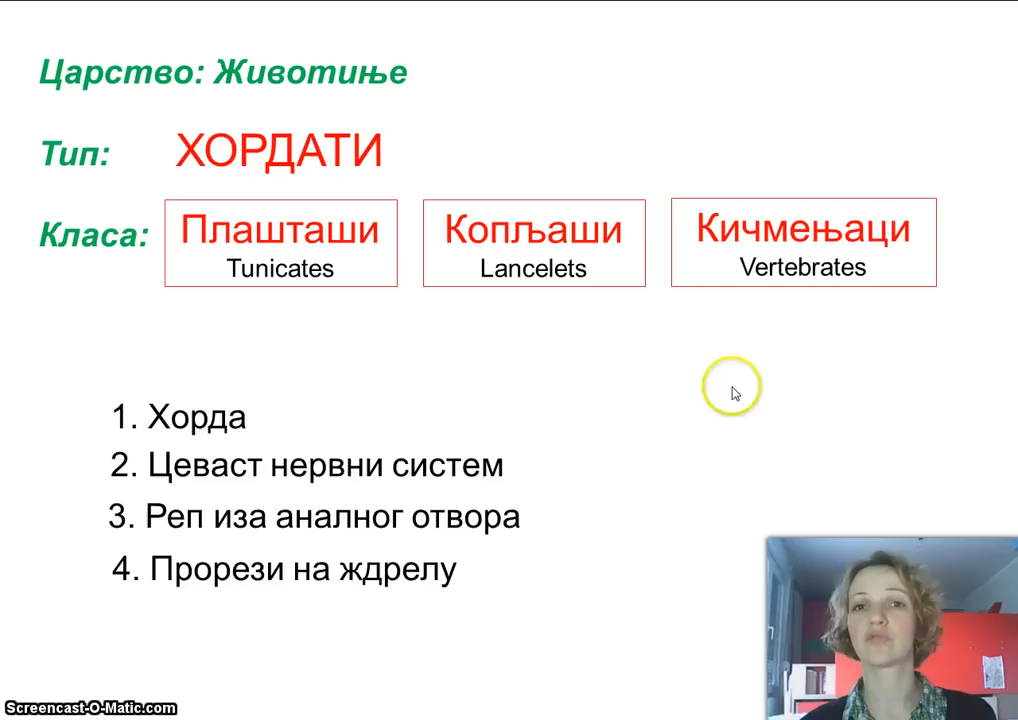 Царство: Животиње
Тип: ХОРДАТИ
Класа: Плашташи Копљаши Кичмењаци
Tunicates Lancelets Vertebrates
1. Хорда
2. Цеваст нервни систем
3. Реп иза аналног отвора
4. Прорези на ждрелу
Screencast-O-Matic.com